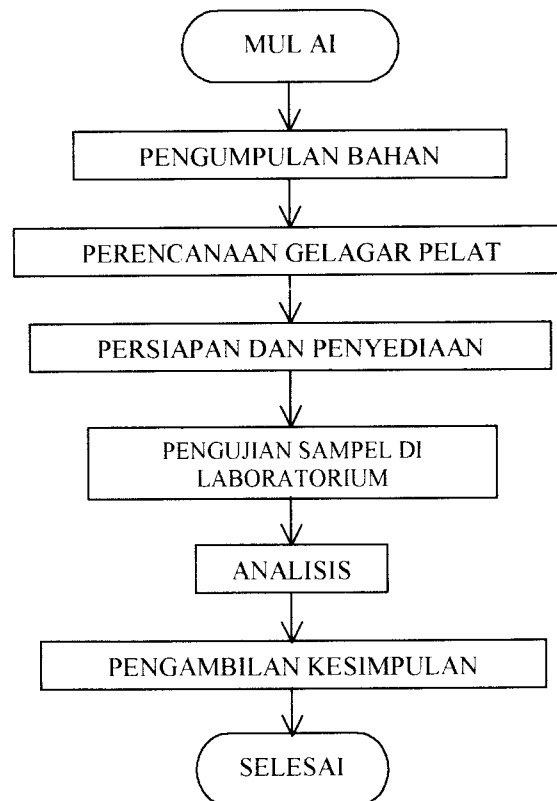 MUL AI
PENGUMPULAN BAHAN
PERENCANAAN GELAGAR PELAT
PERSIAPAN DAN PENYEDIAAN
PENGUJIAN SAMPEL DI
LABORATORIUM
ANALISIS
PENGAMBILAN KESIMPULAN
SELESAI